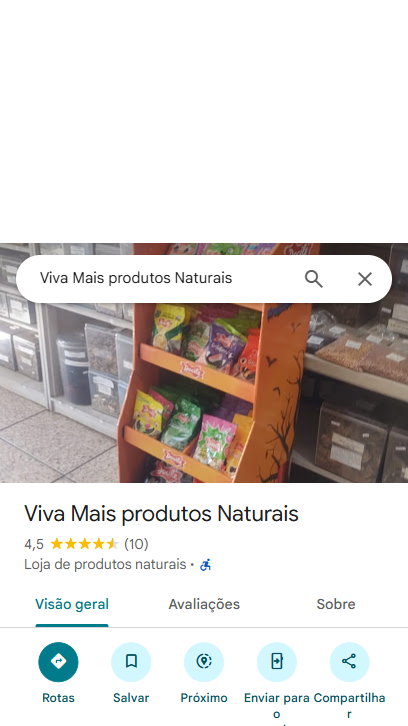 Viva Mais produtos Naturais
Viva Mais produtos Naturais
4,5 (10)
Loja de produtos naturais ·
Visão geral Avaliações Sobre
Rotas Salvar Próximo Enviar para o Compartilhar